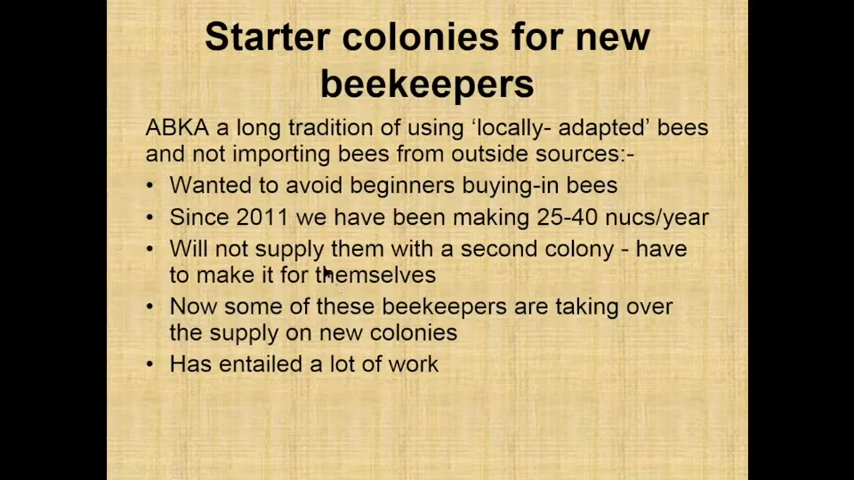 Starter colonies for new
beekeepers
ABKA a long tradition of using ‘locally- adapted’ bees
and not importing bees from outside sources:-
• Wanted to avoid beginners buying-in bees
• Since 2011 we have been making 25-40 nucs/year
• Will not supply them with a second colony - have
to make it for themselves
• Now some of these beekeepers are taking over
the supply on new colonies
• Has entailed a lot of work